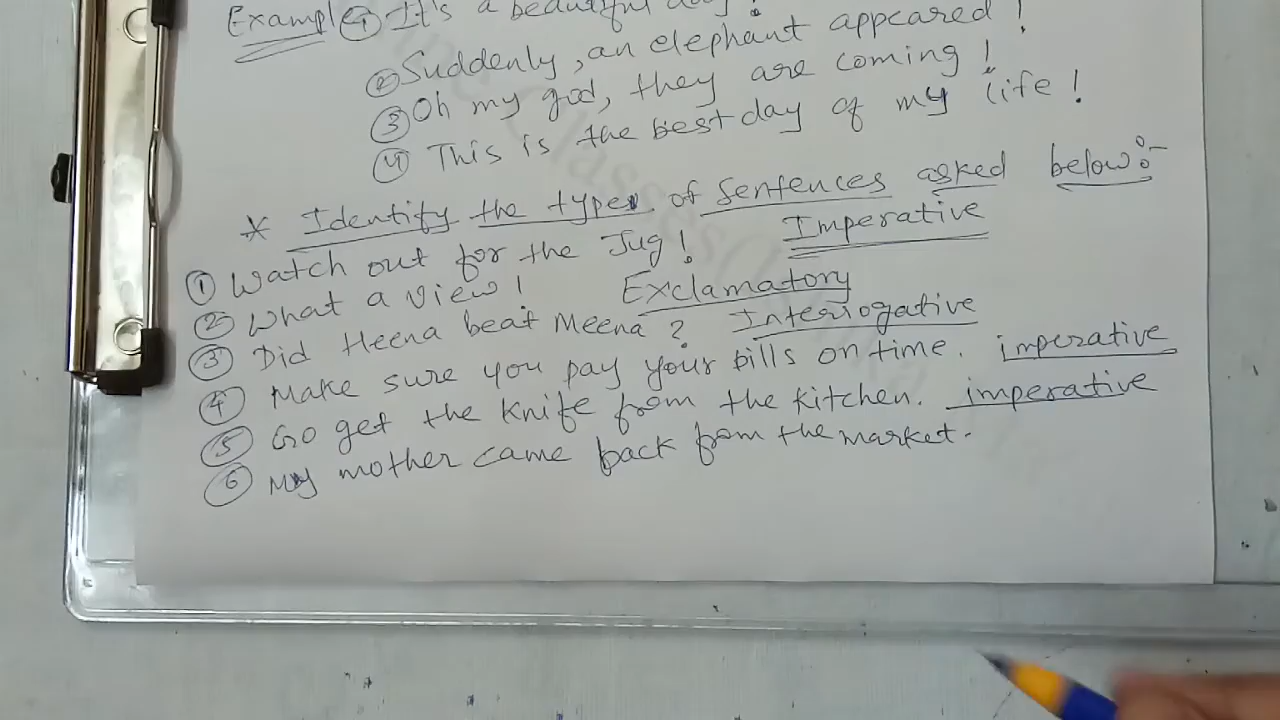 Example ① It's a beautiful day!
② Suddenly, an elephant appeared!
③ Oh my god, they are coming!
④ This is the best day of my life!
* Identify the types of sentences asked below:-
① Watch out for the Jug! Imperative
② What a view! Exclamatory
③ Did Heena beat Meena? Interiogative
④ Make sure you pay your bills on time. imperative
⑤ Go get the knife from the kitchen. imperative
⑥ My mother came back from the market.